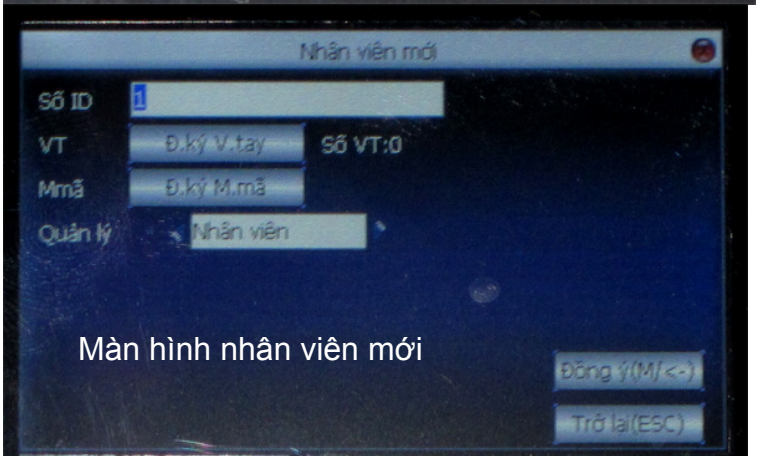 Nhân viên mới
Số ID 1
VT Đ.ký V.tay Số VT:0
Mmã Đ.ký M.mã
Quản lý Nhân viên
Màn hình nhân viên mới
Đồng ý(M/<-)
Trở lại(ESC)